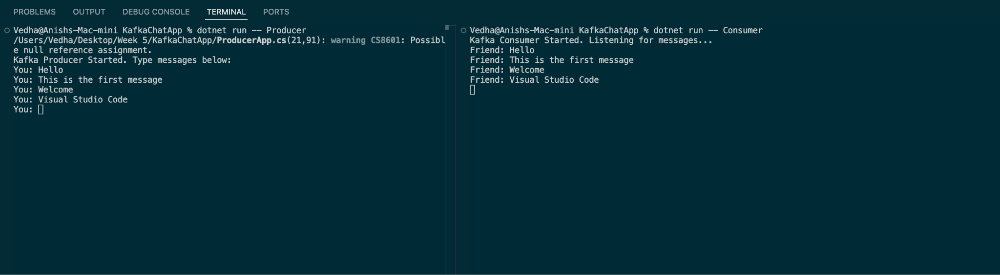 PROBLEMS OUTPUT DEBUG CONSOLE TERMINAL PORTS
Vedha@Anishs-Mac-mini KafkaChatApp % dotnet run -- Producer
/Users/Vedha/Desktop/Week 5/KafkaChatApp/ProducerApp.cs(21,91): warning CS8601: Possibl
e null reference assignment.
Kafka Producer Started. Type messages below:
You: Hello
You: This is the first message
You: Welcome
You: Visual Studio Code
You:
Vedha@Anishs-Mac-mini KafkaChatApp % dotnet run -- Consumer
Kafka Consumer Started. Listening for messages...
Friend: Hello
Friend: This is the first message
Friend: Welcome
Friend: Visual Studio Code